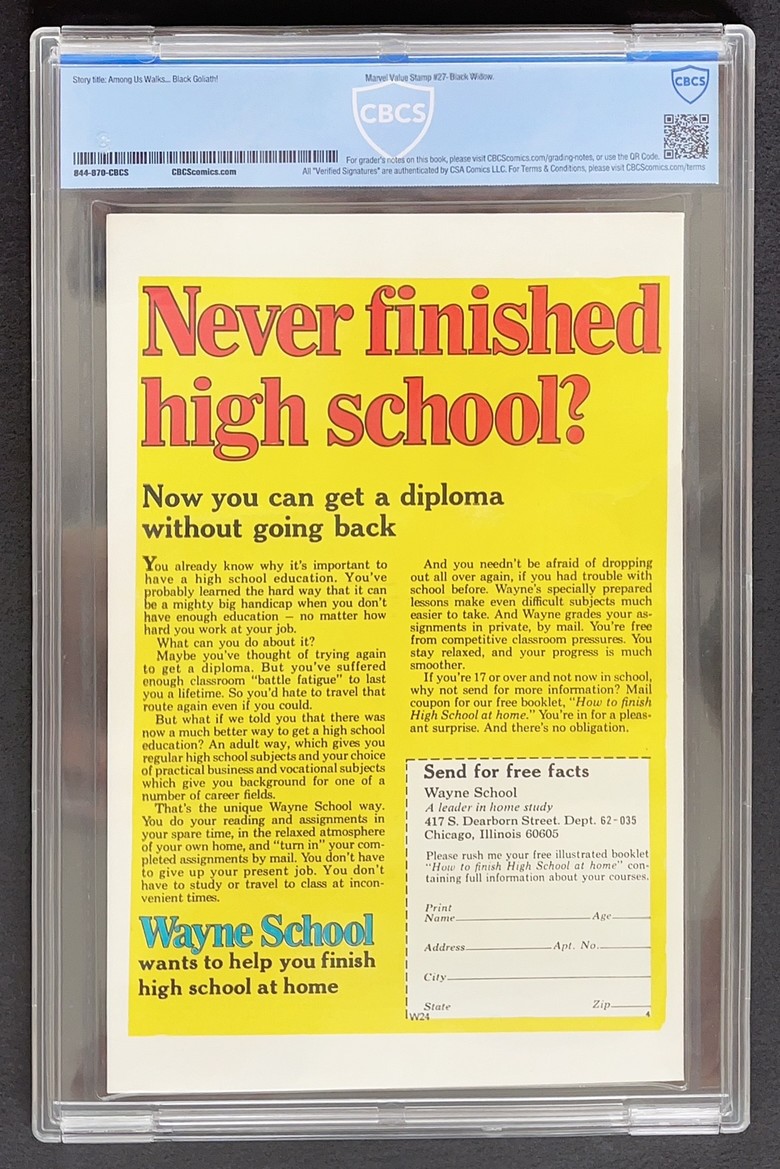 Story title: Among Us Walks... Black Goliath!
Marvel Value Stamp #27- Black Widow.
CBCS
CBCS
844-870-CBCS CBCScomics.com
For grader's notes on this book, please visit CBCScomics.com/grading-notes, or use the QR Code.
All "Verified Signatures" are authenticated by CSA Comics LLC. For Terms & Conditions, please visit CBCScomics.com/terms
Never finished
high school?
Now you can get a diploma
without going back
You already know why it's important to
have a high school education. You've
probably learned the hard way that it can
be a mighty big handicap when you don't
have enough education — no matter how
hard you work at your job.
What can you do about it?
Maybe you've thought of trying again
to get a diploma. But you've suffered
enough classroom "battle fatigue" to last
you a lifetime. So you'd hate to travel that
route again even if you could.
But what if we told you that there was
now a much better way to get a high school
education? An adult way, which gives you
regular high school subjects and your choice
of practical business and vocational subjects
which give you background for one of a
number of career fields.
That's the unique Wayne School way.
You do your reading and assignments in
your spare time, in the relaxed atmosphere
of your own home, and "turn in" your com-
pleted assignments by mail. You don't have
to give up your present job. You don't
have to study or travel to class at incon-
venient times.
Wayne School
wants to help you finish
high school at home
And you needn't be afraid of dropping
out all over again, if you had trouble with
school before. Wayne's specially prepared
lessons make even difficult subjects much
easier to take. And Wayne grades your as-
signments in private, by mail. You're free
from competitive classroom pressures. You
stay relaxed, and your progress is much
smoother.
If you're 17 or over and not now in school,
why not send for more information? Mail
coupon for our free booklet, "How to finish
High School at home." You're in for a pleas-
ant surprise. And there's no obligation.
Send for free facts
Wayne School
A leader in home study
417 S. Dearborn Street. Dept. 62-035
Chicago, Illinois 60605
Please rush me your free illustrated booklet
"How to finish High School at home" con-
taining full information about your courses.
Print
Name Age
Address Apt. No.
City
State Zip
W24 4